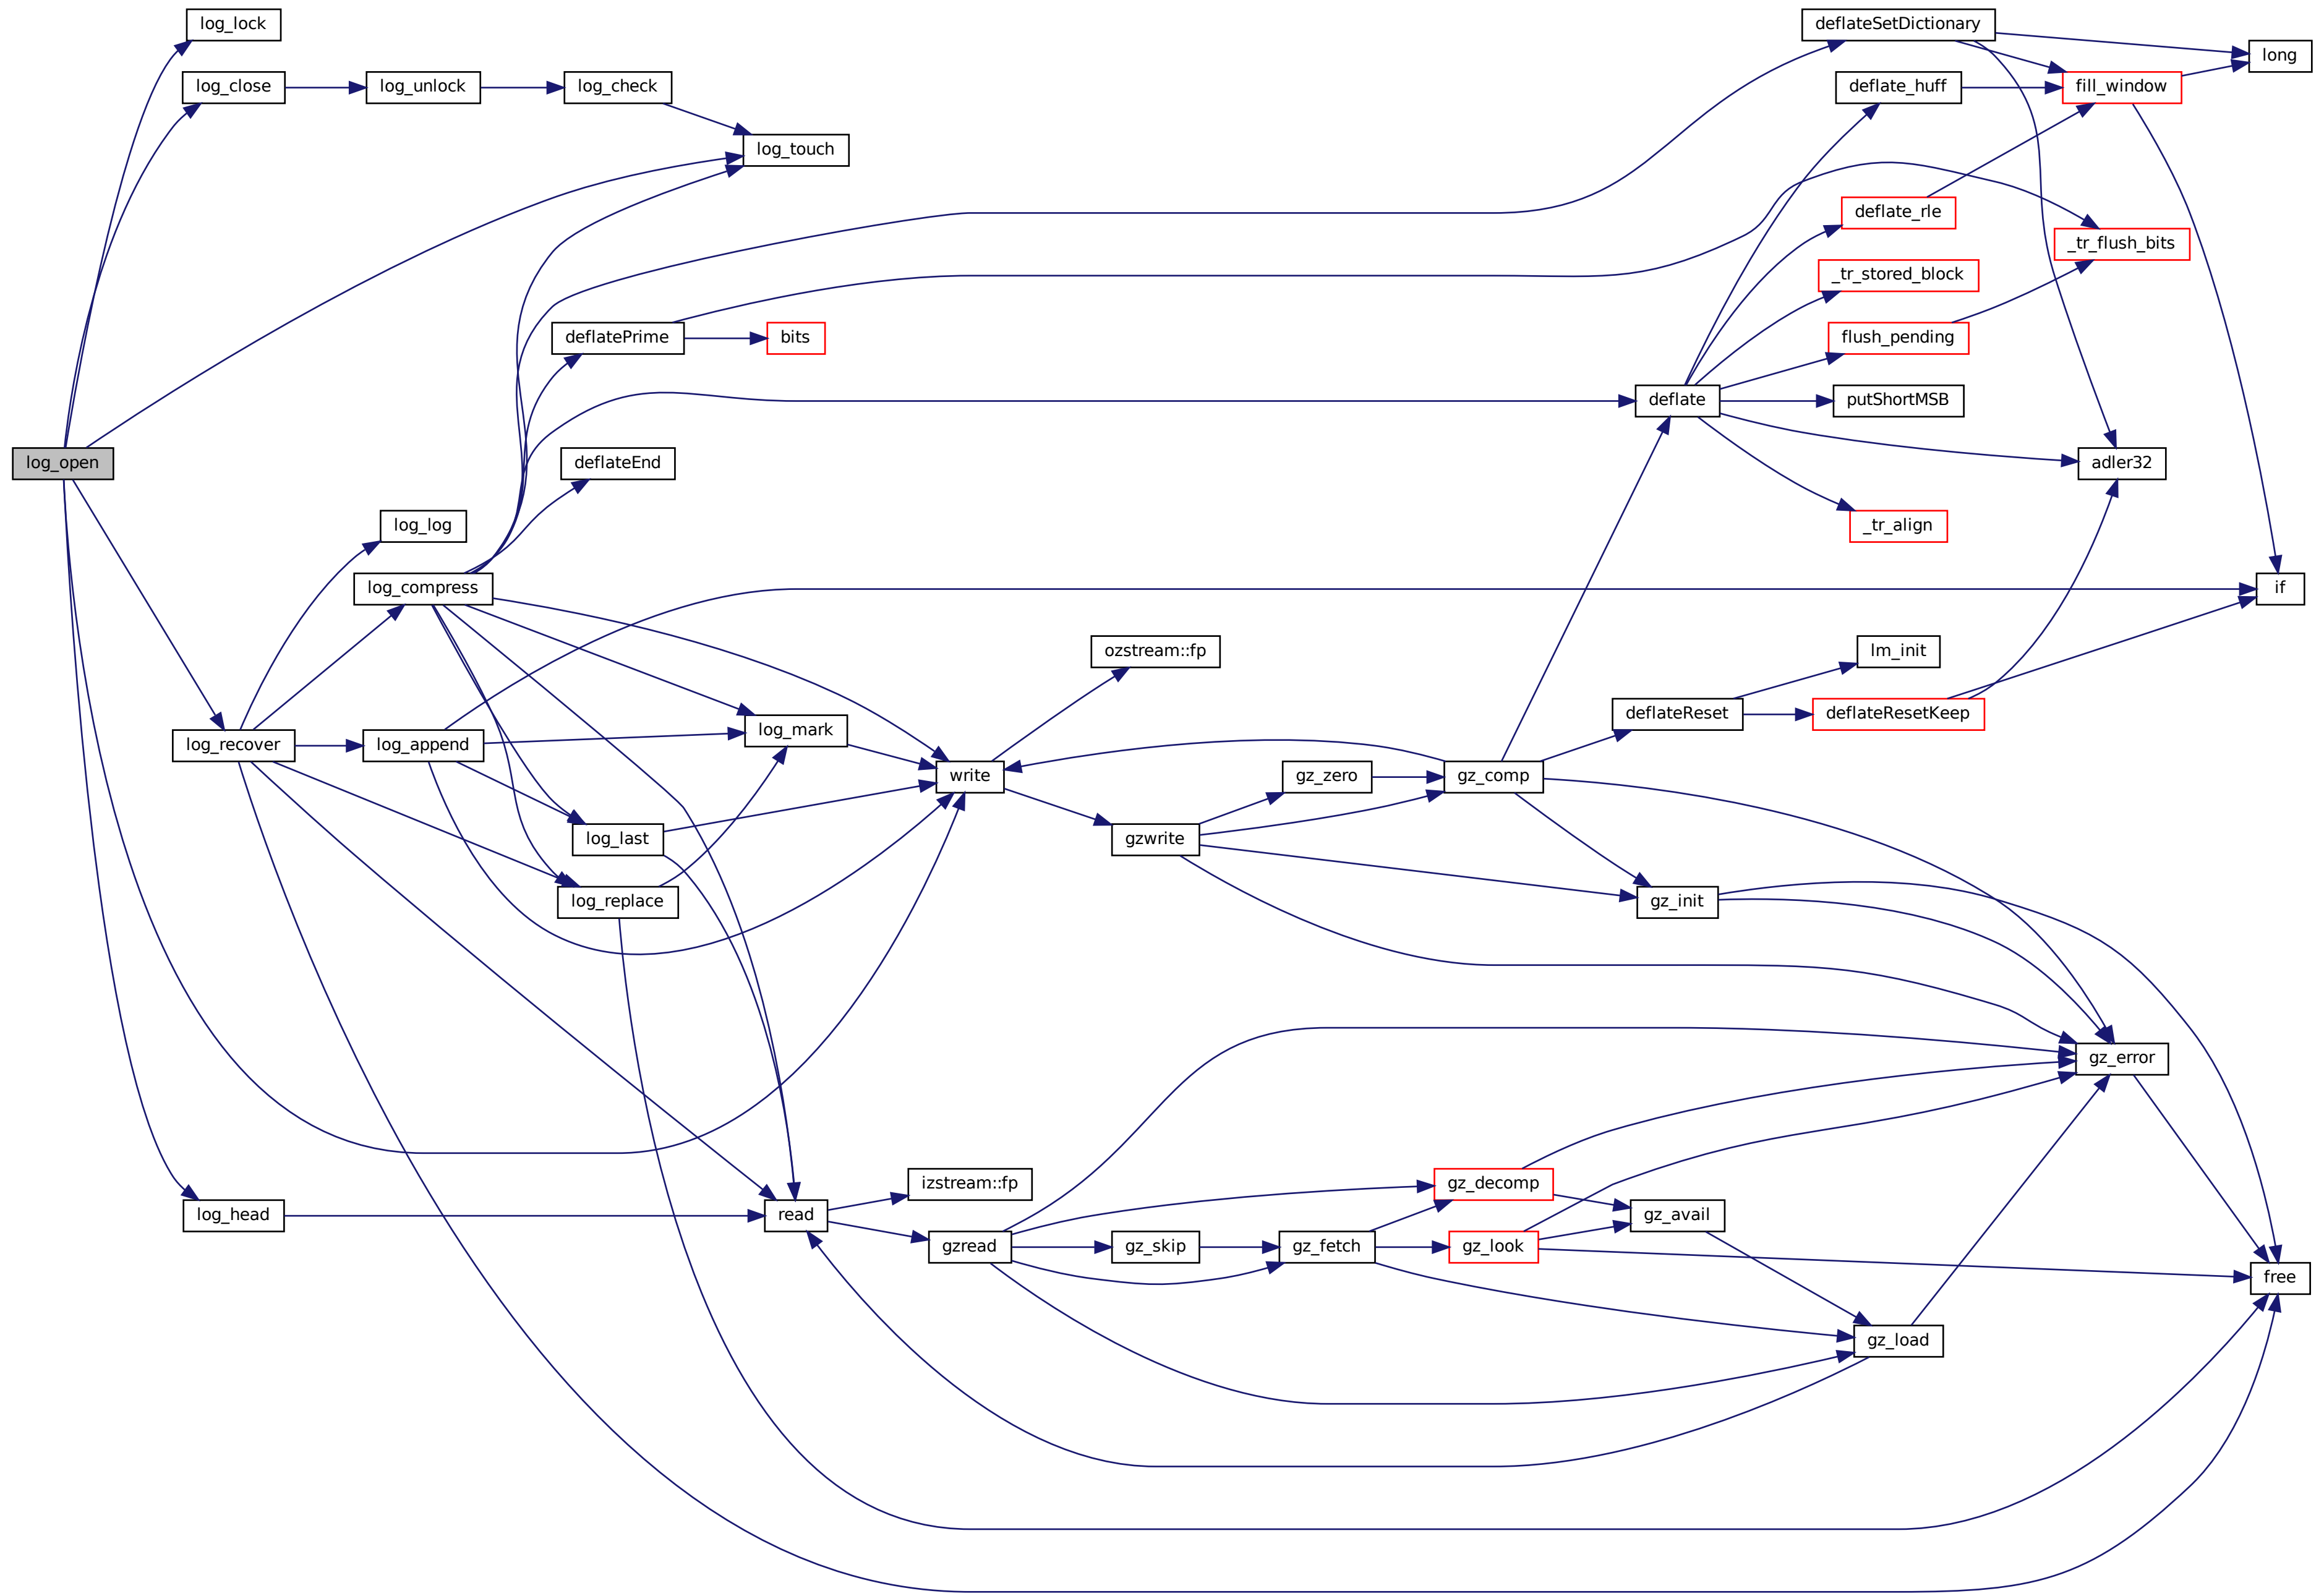 log_open
log_lock
log_close
log_recover
log_head
log_unlock
log_log
log_compress
log_append
log_check
deflatePrime
deflateEnd
log_last
log_replace
log_touch
bits
log_mark
read
write
izstream::fp
gzread
ozstream::fp
gzwrite
gz_skip
gz_zero
gz_fetch
gz_comp
gz_decomp
gz_look
deflate
deflateReset
gz_init
gz_avail
deflateSetDictionary
deflate_huff
deflate_rle
_tr_stored_block
flush_pending
putShortMSB
_tr_align
lm_init
deflateResetKeep
gz_load
fill_window
_tr_flush_bits
adler32
gz_error
long
if
free